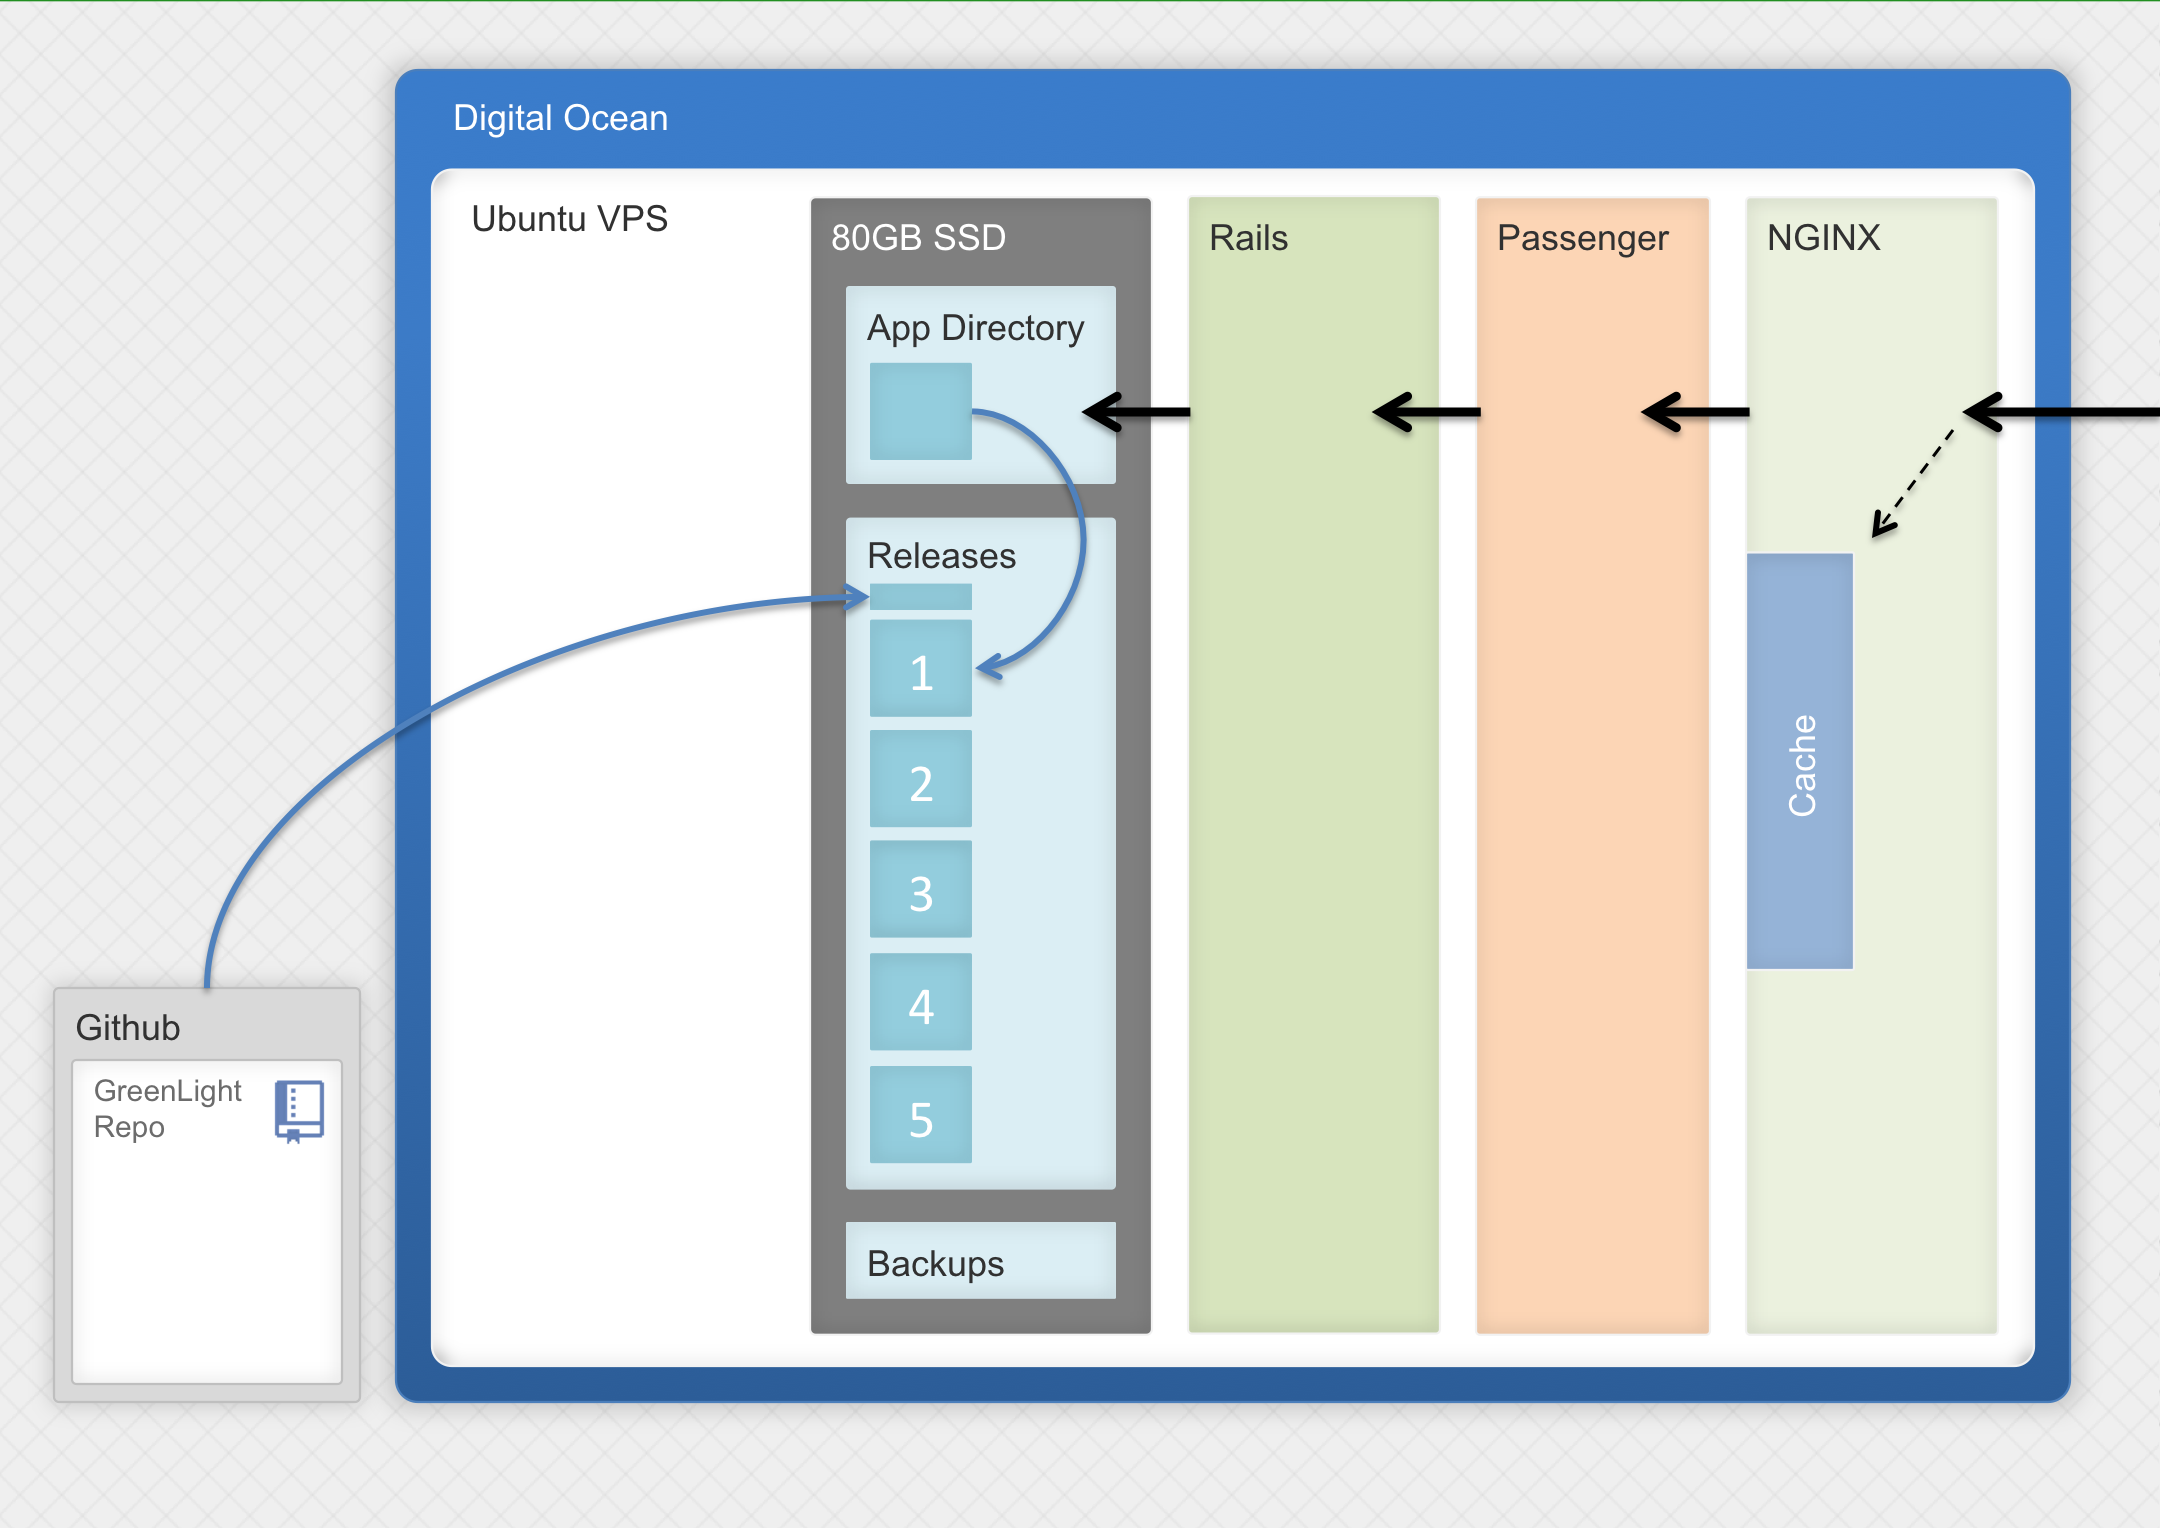 Digital Ocean
Ubuntu VPS
80GB SSD
Rails
Passenger
NGINX
App Directory
Releases
1
2
3
4
5
Cache
Backups
Github
GreenLight
Repo